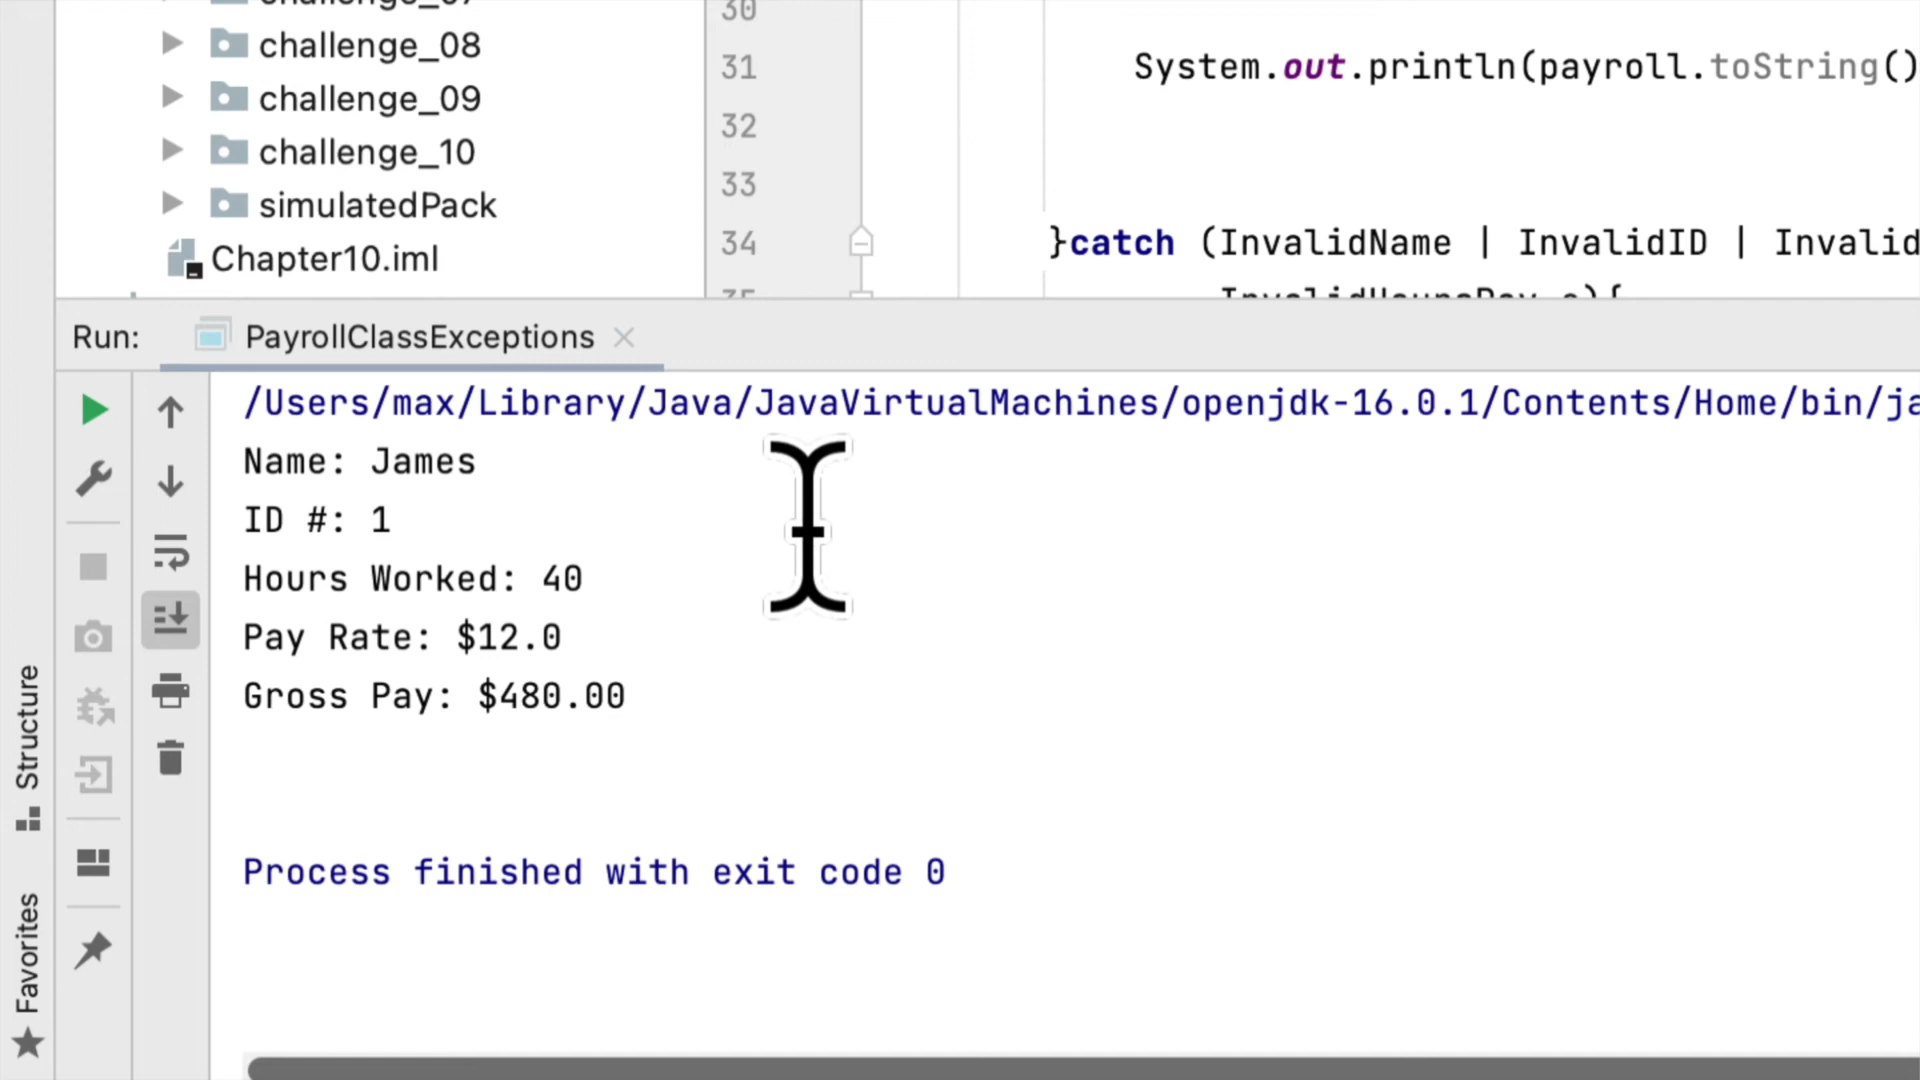 challenge_07
challenge_08
challenge_09
challenge_10
simulatedPack
Chapter10.iml
30
31
System.out.println(payroll.toString()
32
33
34
}catch (InvalidName | InvalidID | Invalid
35
InvalidHoursPay e){
Run:
PayrollClassExceptions
/Users/max/Library/Java/JavaVirtualMachines/openjdk-16.0.1/Contents/Home/bin/ja
Name: James
ID #: 1
Hours Worked: 40
Pay Rate: $12.0
Gross Pay: $480.00
Process finished with exit code 0
Structure
Favorites